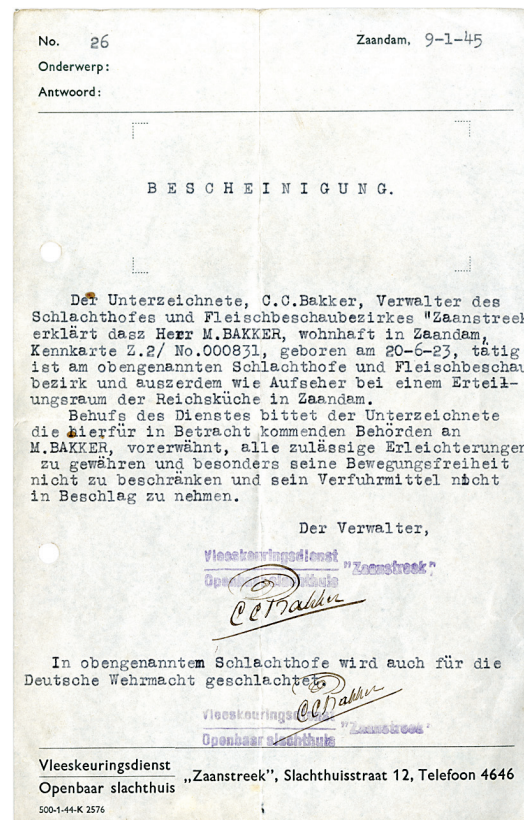 No. 26
Zaandam, 9-1-45
Onderwerp:
Antwoord:
BESCHEINIGUNG.
Der Unterzeichnete, C.C.Bakker, Verwalter des
Schlachthofes und Fleischbeschaubezirkes "Zaanstreek
erklärt dasz Herr M.BAKKER, wohnhaft in Zaandam,
Kennkarte Z.2/ No.000831, geboren am 20-6-23, tätig
ist am obengenannten Schlachthofe und Fleischbeschau
bezirk und auszerdem wie Aufseher bei einem Erteil-
ungsraum der Reichsküche in Zaandam.
Behufs des Dienstes bittet der Unterzeichnete
die hierfür in Betracht kommenden Behörden an
M.BAKKER, vorerwähnt, alle zulässige Erleichterungen
zu gewähren und besonders seine Bewegungsfreiheit
nicht zu beschränken und sein Verfuhrmittel nicht
in Beschlag zu nehmen.
Der Verwalter,
Vleeskeuringsdienst
Openbaar slachthuis "Zaanstreek"
CCBakker
In obengenanntem Schlachthofe wird auch für die
Deutsche Wehrmacht geschlachtet.
CCBakker
Vleeskeuringsdienst
Openbaar slachthuis "Zaanstreek"
Vleeskeuringsdienst
Openbaar slachthuis „Zaanstreek", Slachthuisstraat 12, Telefoon 4646
500-1-44-K 2576